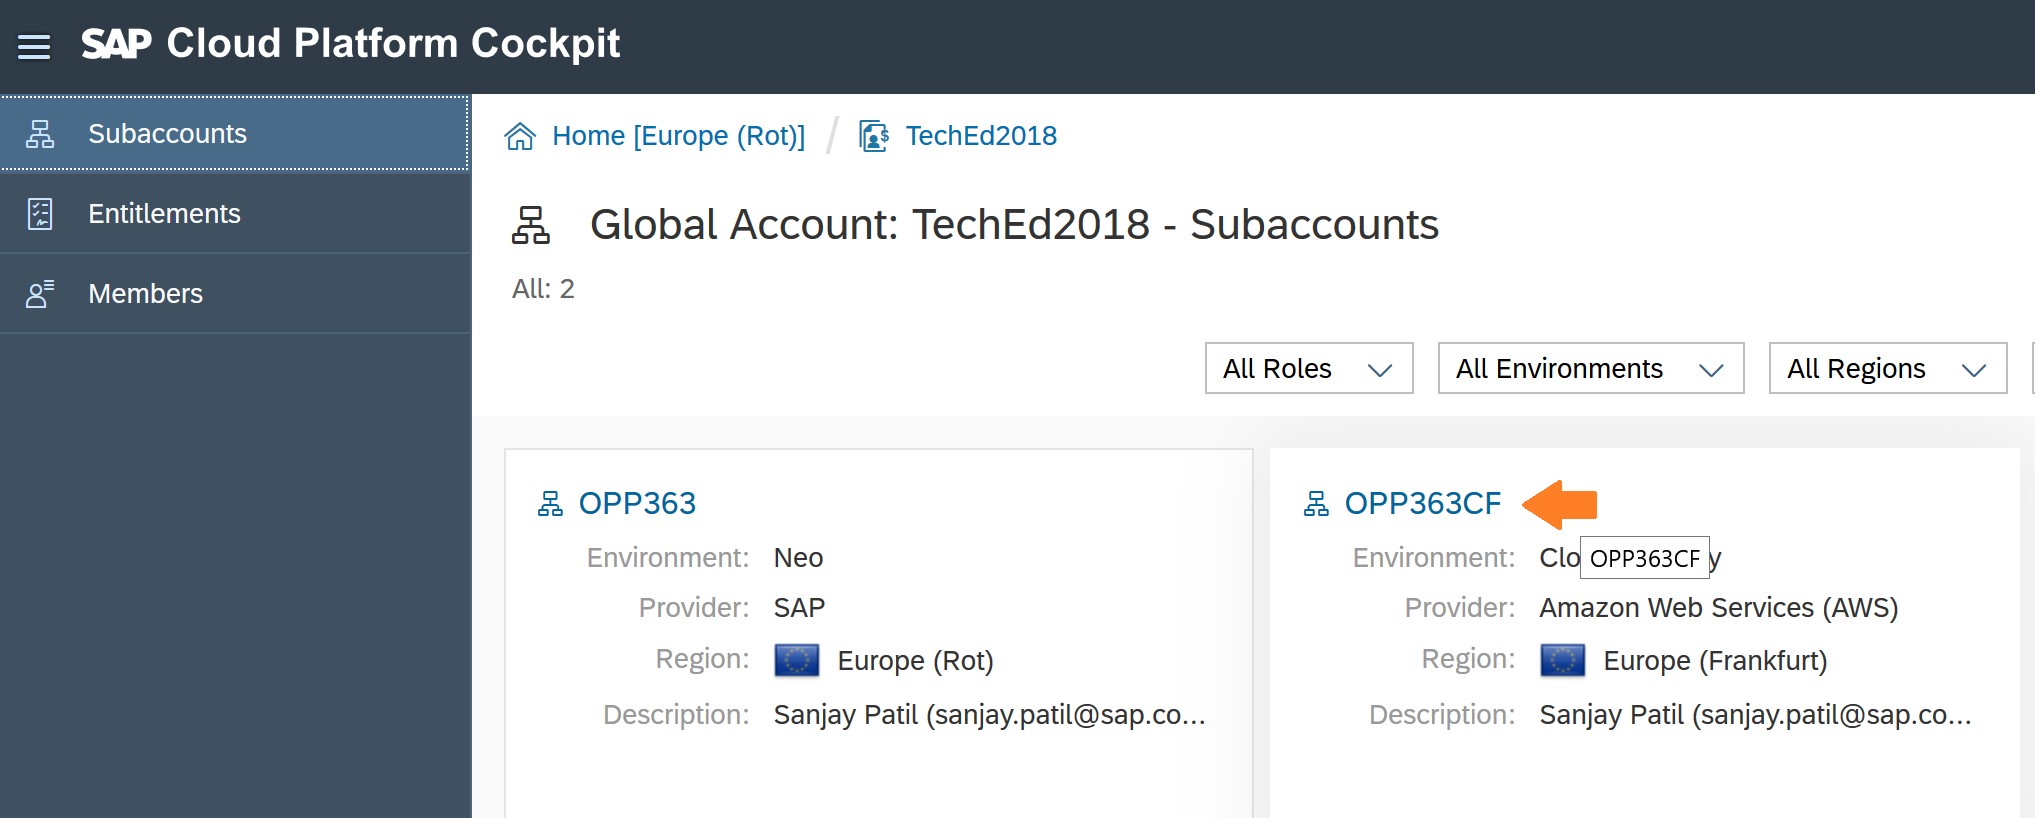 SAP Cloud Platform Cockpit
Subaccounts
Entitlements
Members
Home [Europe (Rot)] / TechEd2018
Global Account: TechEd2018 - Subaccounts
All: 2
All Roles
All Environments
All Regions
OPP363
Environment: Neo
Provider: SAP
Region: Europe (Rot)
Description: Sanjay Patil (sanjay.patil@sap.co...
OPP363CF
Environment: Clo y
OPP363CF
Provider: Amazon Web Services (AWS)
Region: Europe (Frankfurt)
Description: Sanjay Patil (sanjay.patil@sap.co...